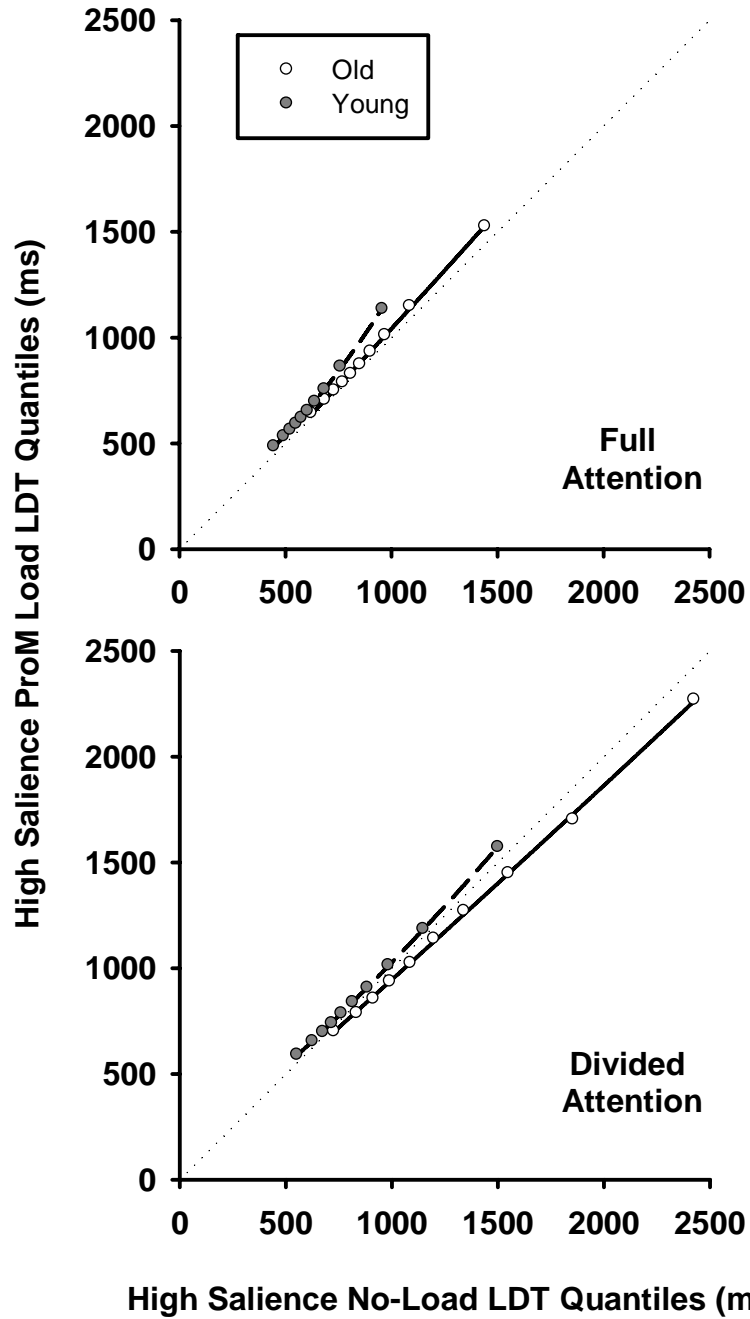 High Salience ProM Load LDT Quantiles (ms)
2500
2000
1500
1000
500
0
Old
Young
Full
Attention
0 500 1000 1500 2000 2500
2500
2000
1500
1000
500
0
Divided
Attention
0 500 1000 1500 2000 2500
High Salience No-Load LDT Quantiles (m